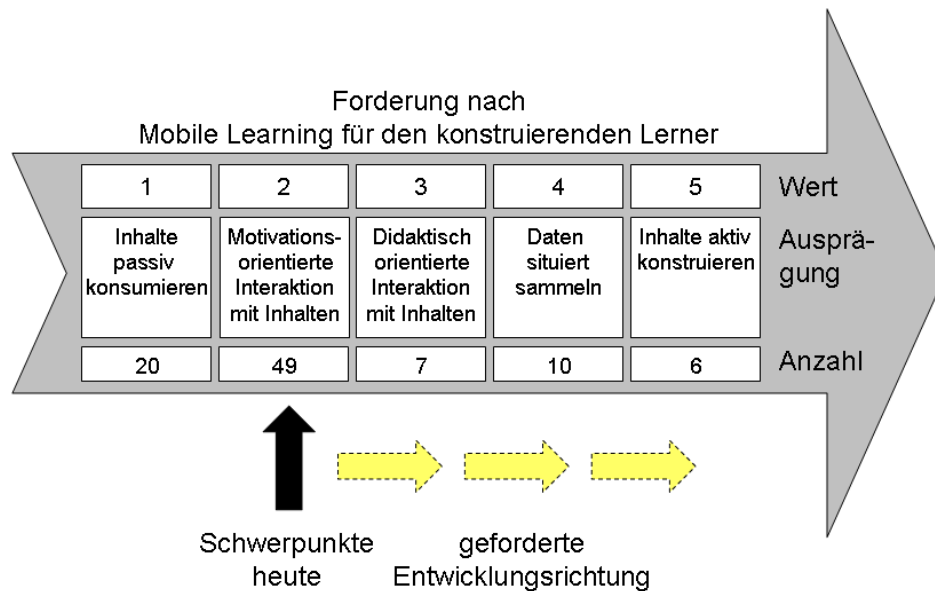 Forderung nach
Mobile Learning für den konstruierenden Lerner
1 2 3 4 5 Wert
Inhalte
passiv
konsumieren
Motivations-
orientierte
Interaktion
mit Inhalten
Didaktisch
orientierte
Interaktion
mit Inhalten
Daten
situiert
sammeln
Inhalte aktiv
konstruieren
Ausprä-
gung
20 49 7 10 6 Anzahl
Schwerpunkte
heute
geforderte
Entwicklungsrichtung